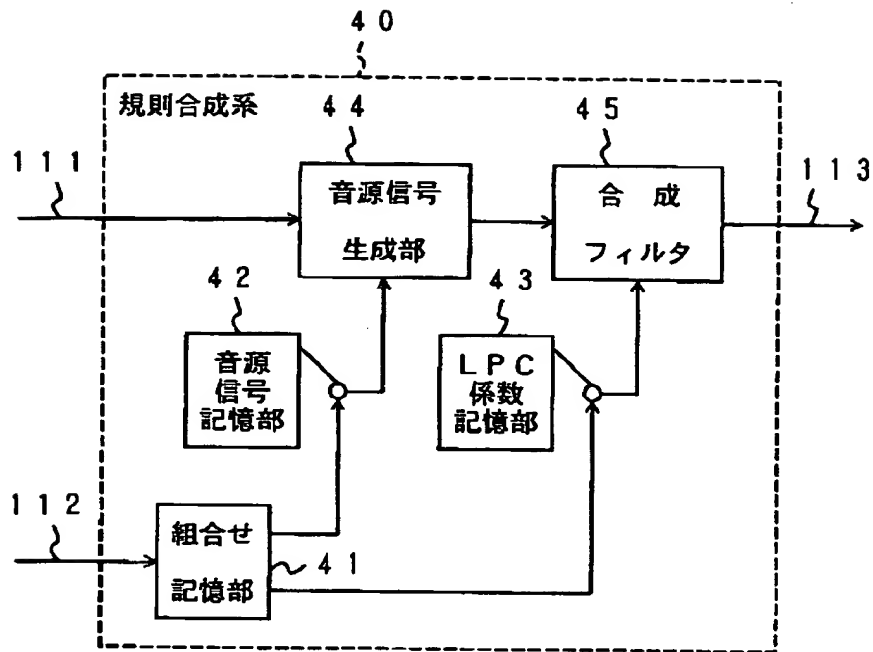 40
規則合成系
44
45
111
113
音源信号
生成部
合成
フィルタ
42
43
音源
信号
記憶部
LPC
係数
記憶部
112
組合せ
記憶部
41